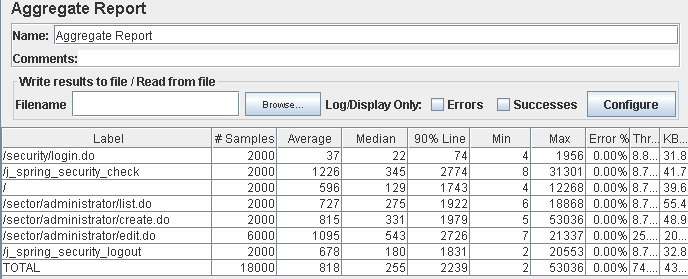 Aggregate Report
Name: Aggregate Report
Comments:
Write results to file / Read from file
Filename Browse... Log/Display Only: Errors Successes Configure
Label # Samples Average Median 90% Line Min Max Error % Thr... KB...
/security/login.do 2000 37 22 74 4 1956 0.00% 8.8... 31.8
/j_spring_security_check 2000 1226 345 2774 8 31301 0.00% 8.7... 41.7
/ 2000 596 129 1743 4 12268 0.00% 8.7... 39.6
/sector/administrator/list.do 2000 727 275 1922 6 18868 0.00% 8.7... 55.4
/sector/administrator/create.do 2000 815 331 1979 5 53036 0.00% 8.7... 48.9
/sector/administrator/edit.do 6000 1095 543 2726 7 21337 0.00% 25.... 20...
/j_spring_security_logout 2000 678 180 1831 2 20553 0.00% 8.7... 32.8
TOTAL 18000 818 255 2239 2 53036 0.00% 74.... 43...